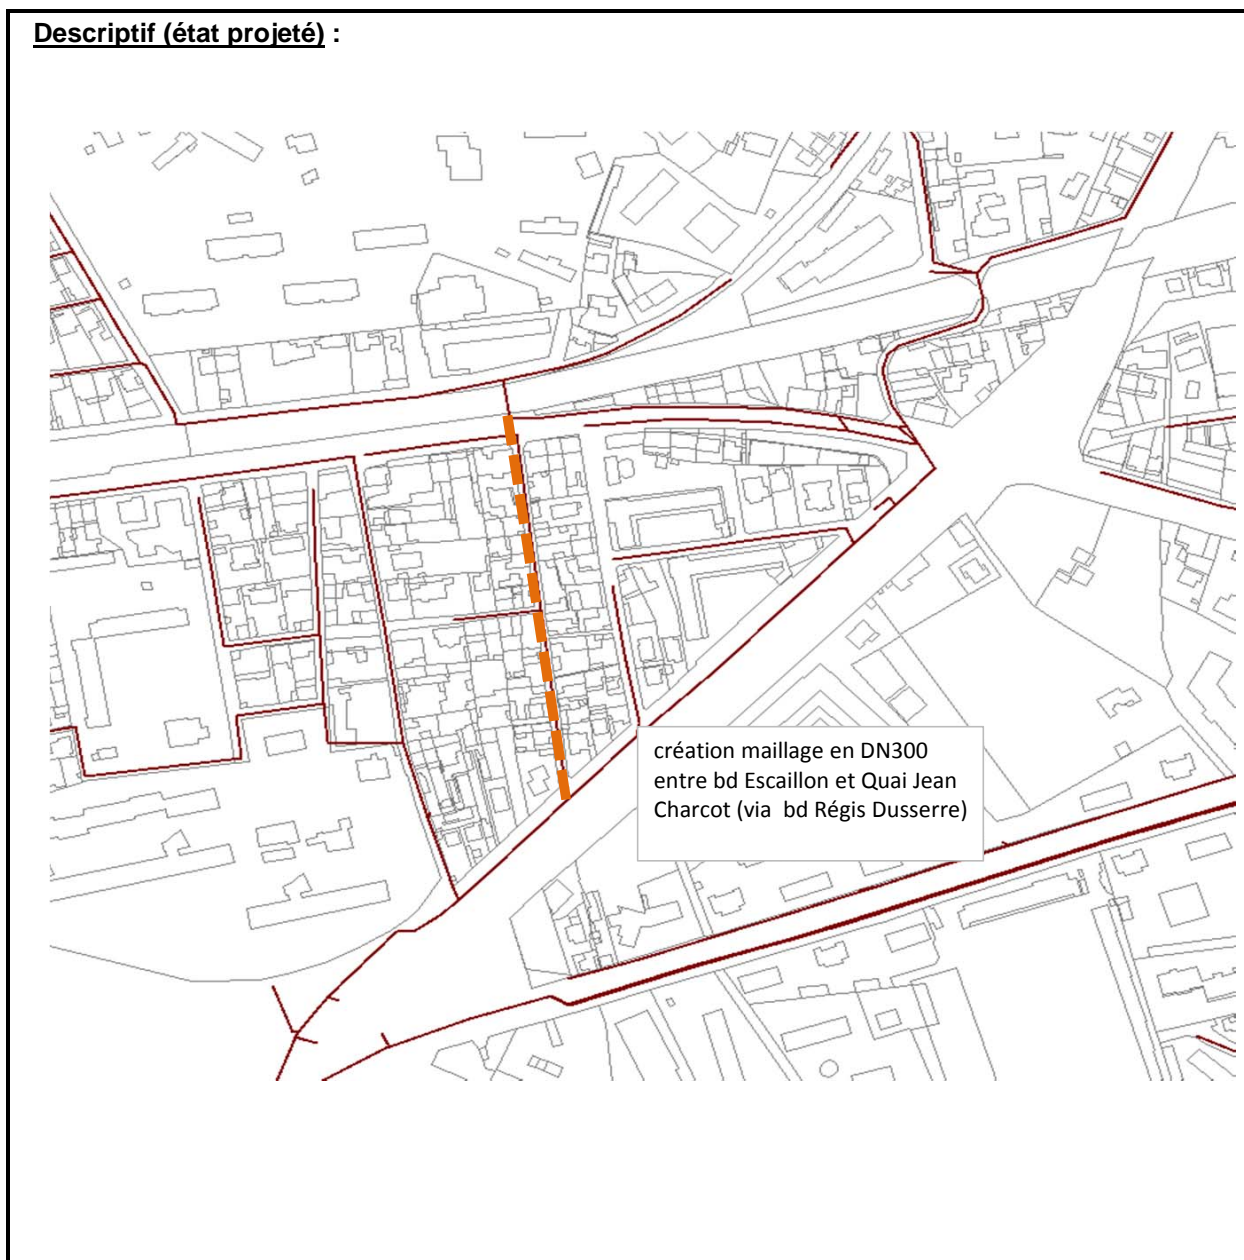 Descriptif (état projeté) :
création maillage en DN300
entre bd Escaillon et Quai Jean
Charcot (via  bd Régis Dusserre)